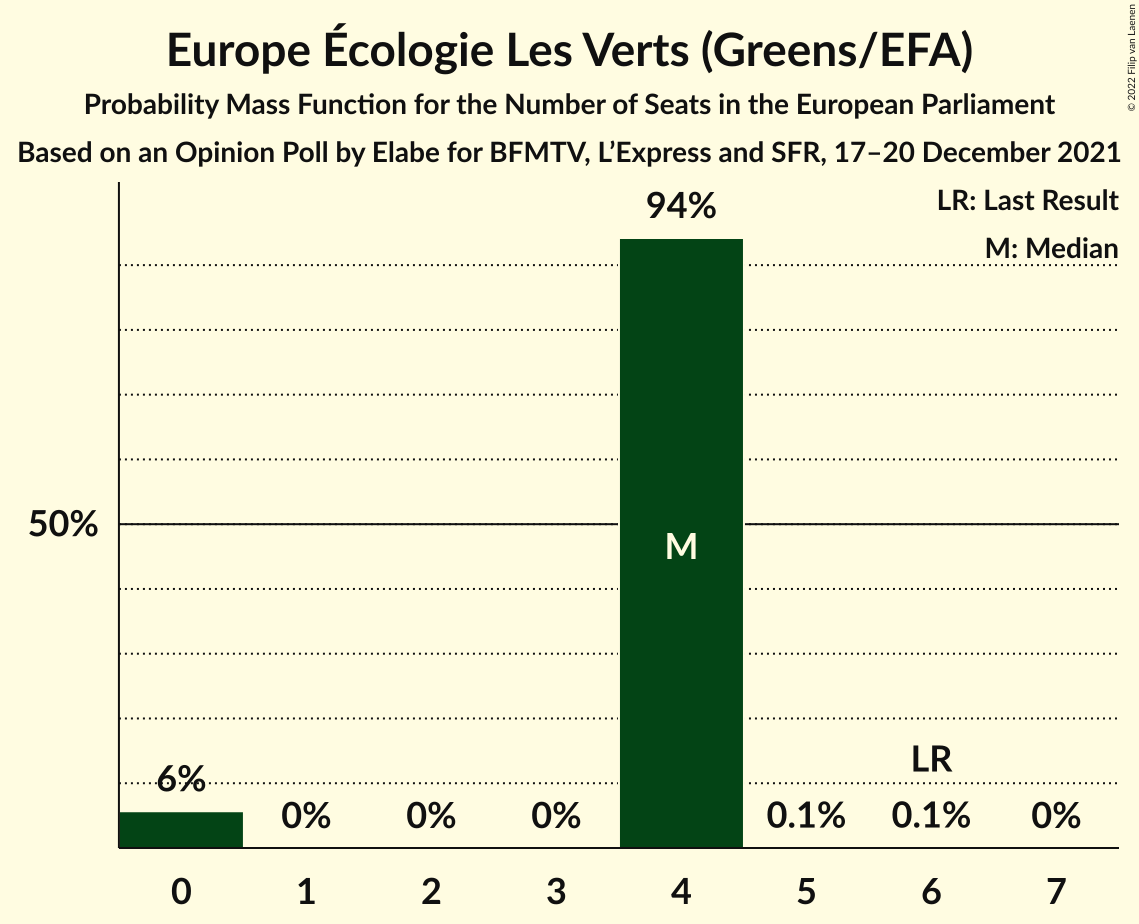 Europe Écologie Les Verts (Greens/EFA)
Probability Mass Function for the Number of Seats in the European Parliament
Based on an Opinion Poll by Elabe for BFMTV, L’Express and SFR, 17–20 December 2021
© 2022 Filip van Laenen
LR: Last Result
M: Median
94%
50%
M
6%
0%
0%
0%
0.1%
LR
0.1%
0%
0 1 2 3 4 5 6 7